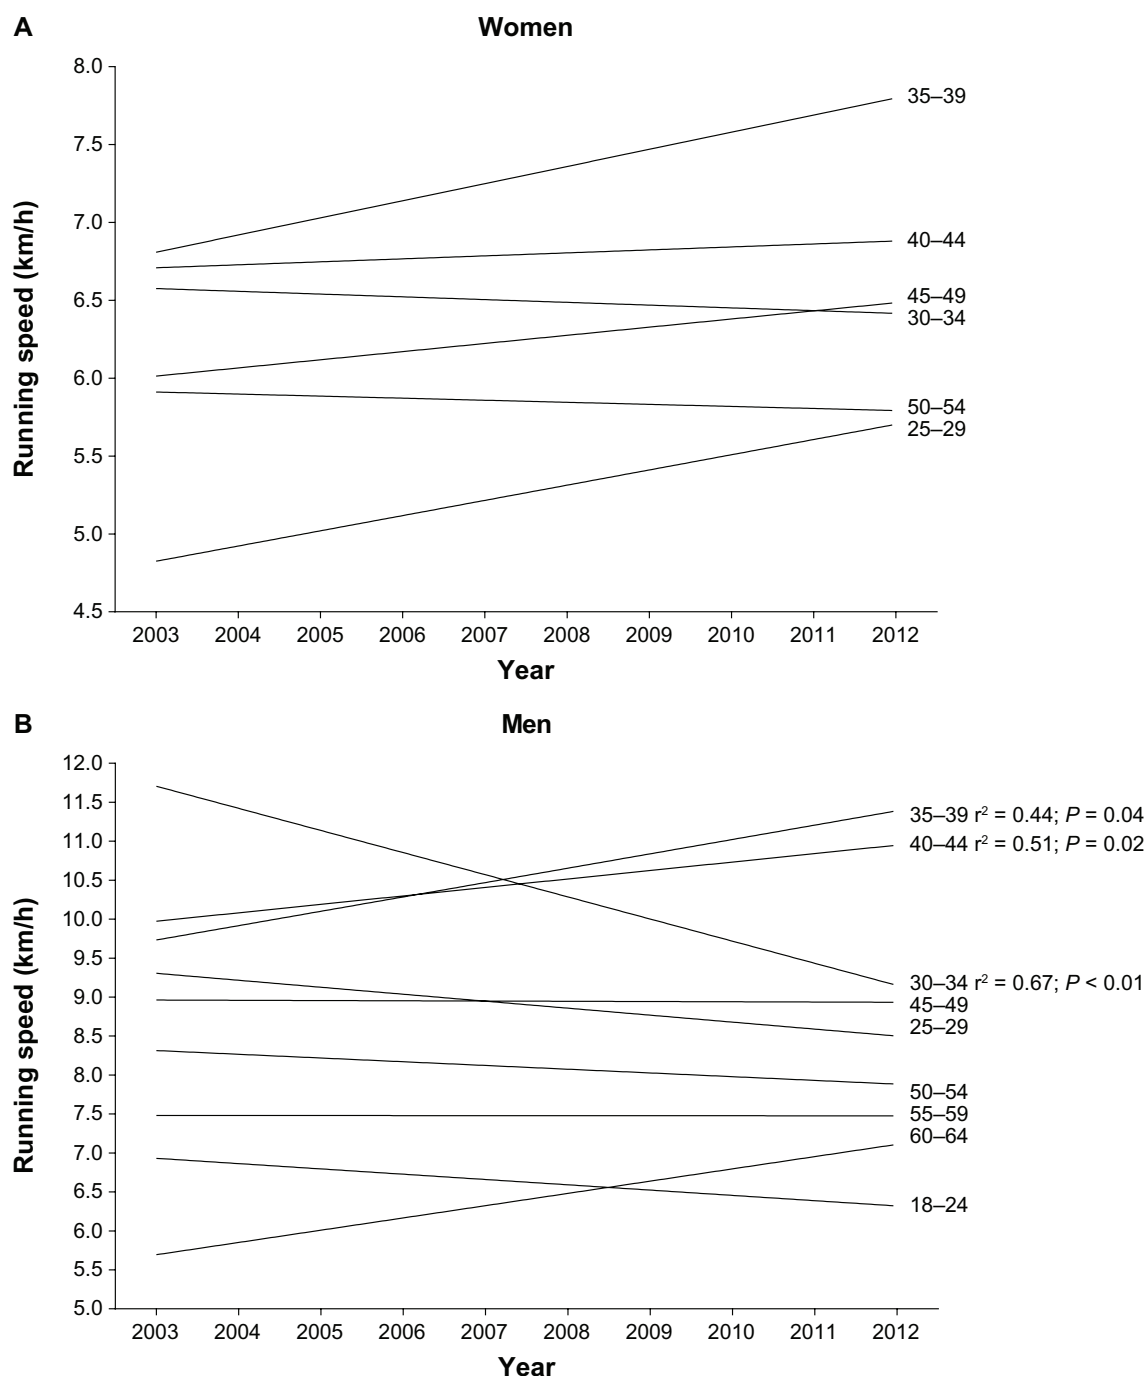 A
Women
8.0
7.5
7.0
6.5
6.0
5.5
5.0
4.5
Running speed (km/h)
35–39
40–44
45–49
30–34
50–54
25–29
2003 2004 2005 2006 2007 2008 2009 2010 2011 2012
Year
B
Men
12.0
11.5
11.0
10.5
10.0
9.5
9.0
8.5
8.0
7.5
7.0
6.5
6.0
5.5
5.0
Running speed (km/h)
35–39 r² = 0.44; P = 0.04
40–44 r² = 0.51; P = 0.02
30–34 r² = 0.67; P < 0.01
45–49
25–29
50–54
55–59
60–64
18–24
2003 2004 2005 2006 2007 2008 2009 2010 2011 2012
Year